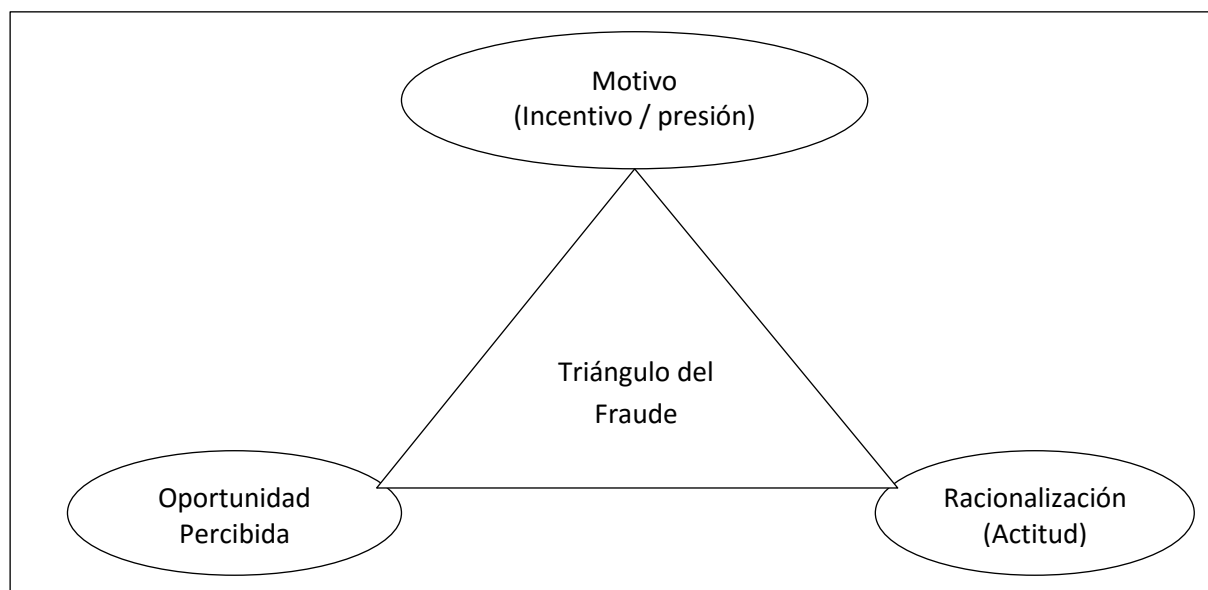 Motivo
(Incentivo / presión)
Triángulo del
Fraude
Oportunidad
Percibida
Racionalización
(Actitud)